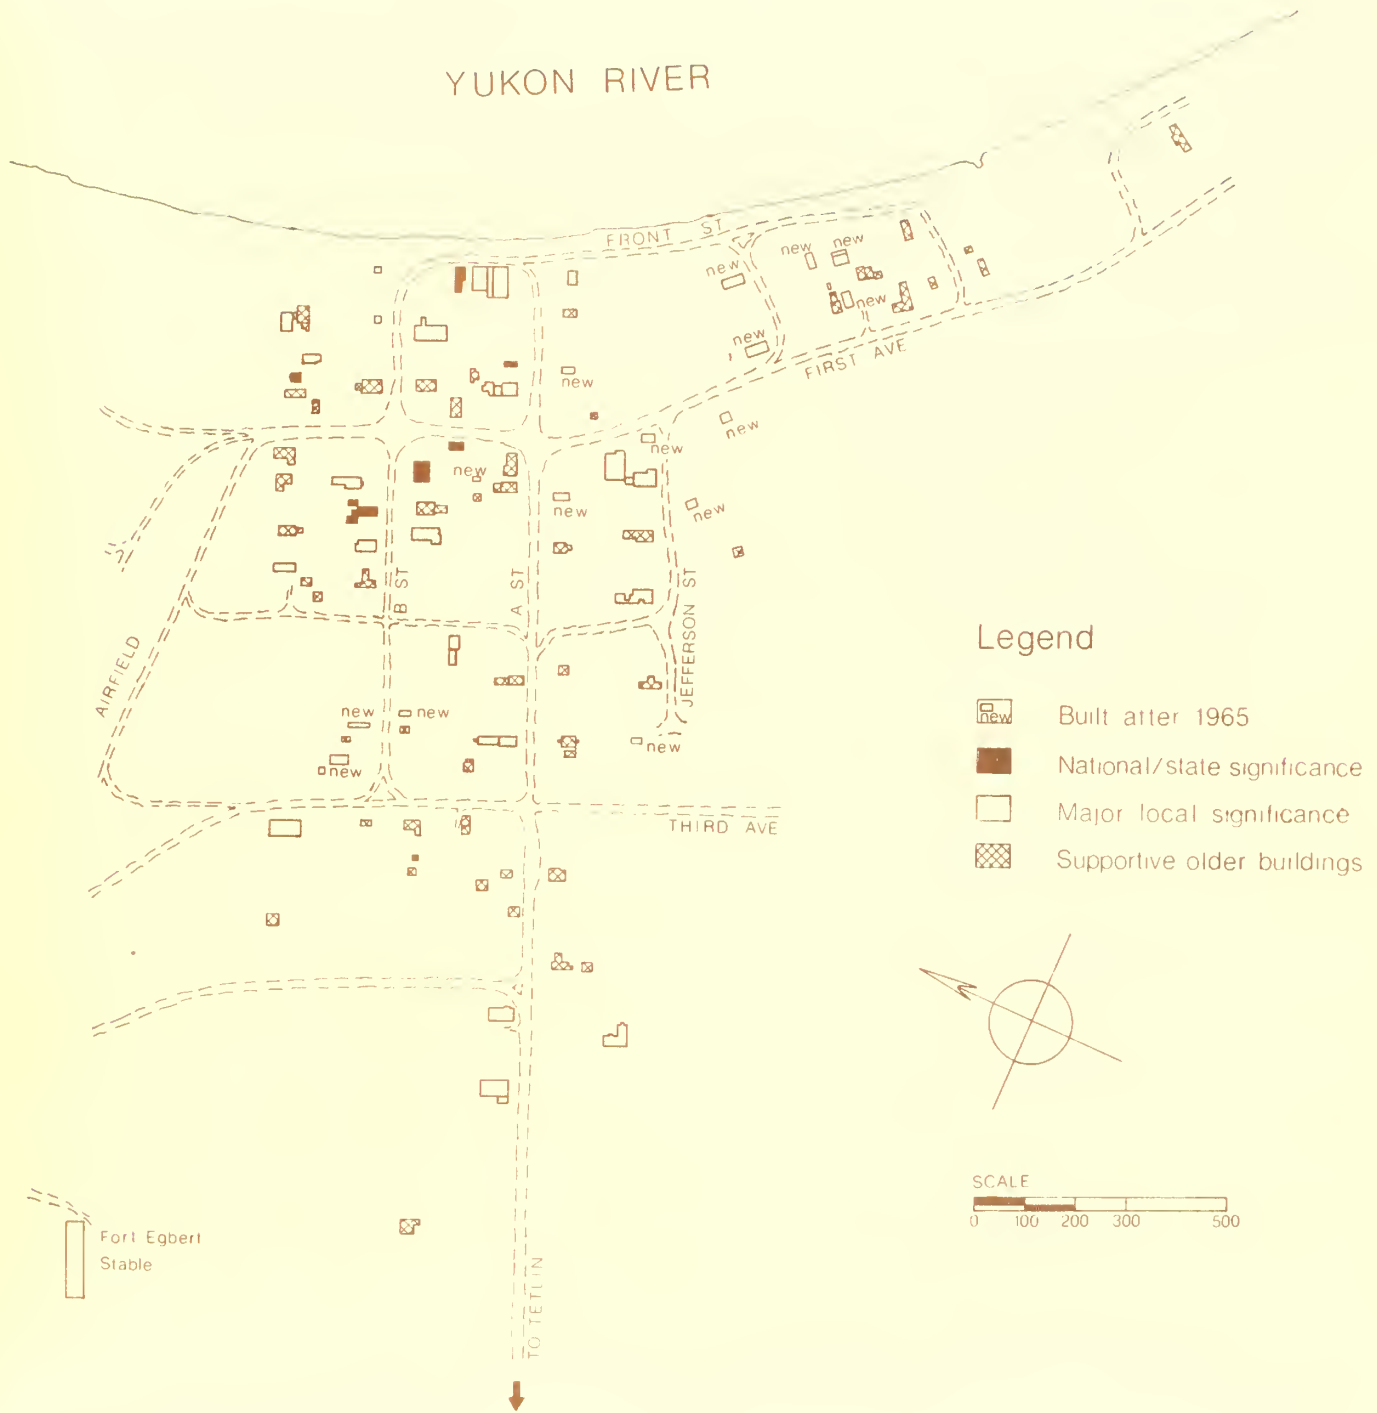 YUKON RIVER
FRONT ST
new
new
new
new
new
FIRST AVE
new
new
new
new
new
new
B ST
A ST
JEFFERSON ST
AIRFIELD
new
new
new
new
THIRD AVE
Legend
new Built after 1965
National/state significance
Major local significance
Supportive older buildings
SCALE
0 100 200 300 500
Fort Egbert
Stable
TO TETLIN